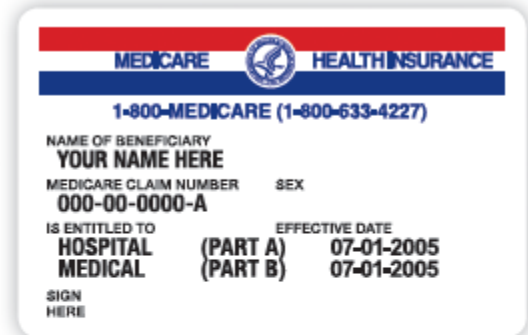 MEDICARE HEALTH INSURANCE
1-800-MEDICARE (1-800-633-4227)
NAME OF BENEFICIARY
YOUR NAME HERE
MEDICARE CLAIM NUMBER SEX
000-00-0000-A
IS ENTITLED TO EFFECTIVE DATE
HOSPITAL (PART A) 07-01-2005
MEDICAL (PART B) 07-01-2005
SIGN
HERE